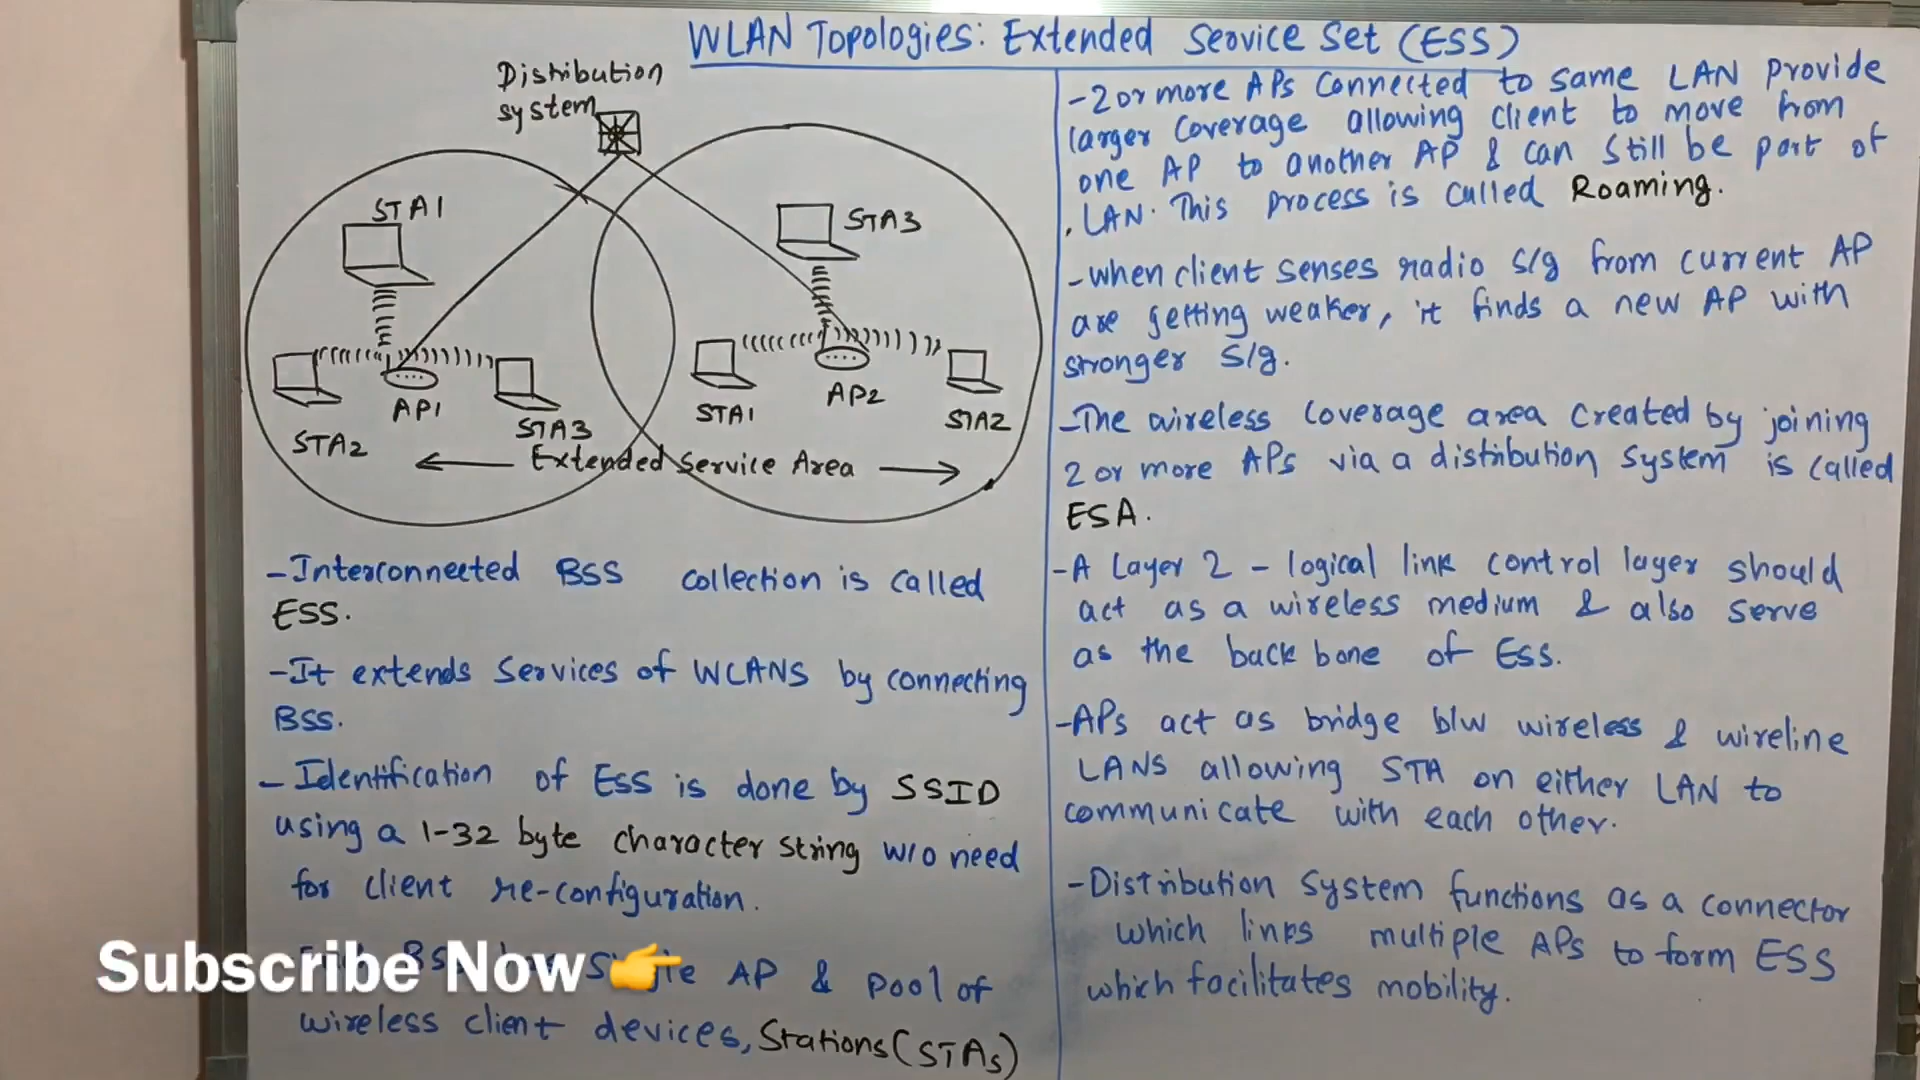 WLAN Topologies: Extended Service Set (ESS)
Distribution
system
STA1
STA2
AP1
STA3
STA3
STA1
AP2
STA2
← Extended Service Area →
- Interconnected BSS collection is called
ESS.
- It extends Services of WLANS by connecting
BSS.
- Identification of ESS is done by SSID
using a 1-32 byte character string w/o need
for client re-configuration.
BSS AP & pool of
wireless client devices, Stations (STAs)
Subscribe Now
- 2 or more APs connected to same LAN provide
larger coverage allowing client to move from
one AP to another AP & can still be part of
LAN. This process is called Roaming.
- when client senses radio s/g from current AP
are getting weaker, it finds a new AP with
stronger s/g.
- The wireless coverage area created by joining
2 or more APs via a distribution system is called
ESA.
- A Layer 2 - logical link control layer should
act as a wireless medium & also serve
as the back bone of ESS.
- APs act as bridge b/w wireless & wireline
LANS allowing STA on either LAN to
communicate with each other.
- Distribution system functions as a connector
which links multiple APs to form ESS
which facilitates mobility.